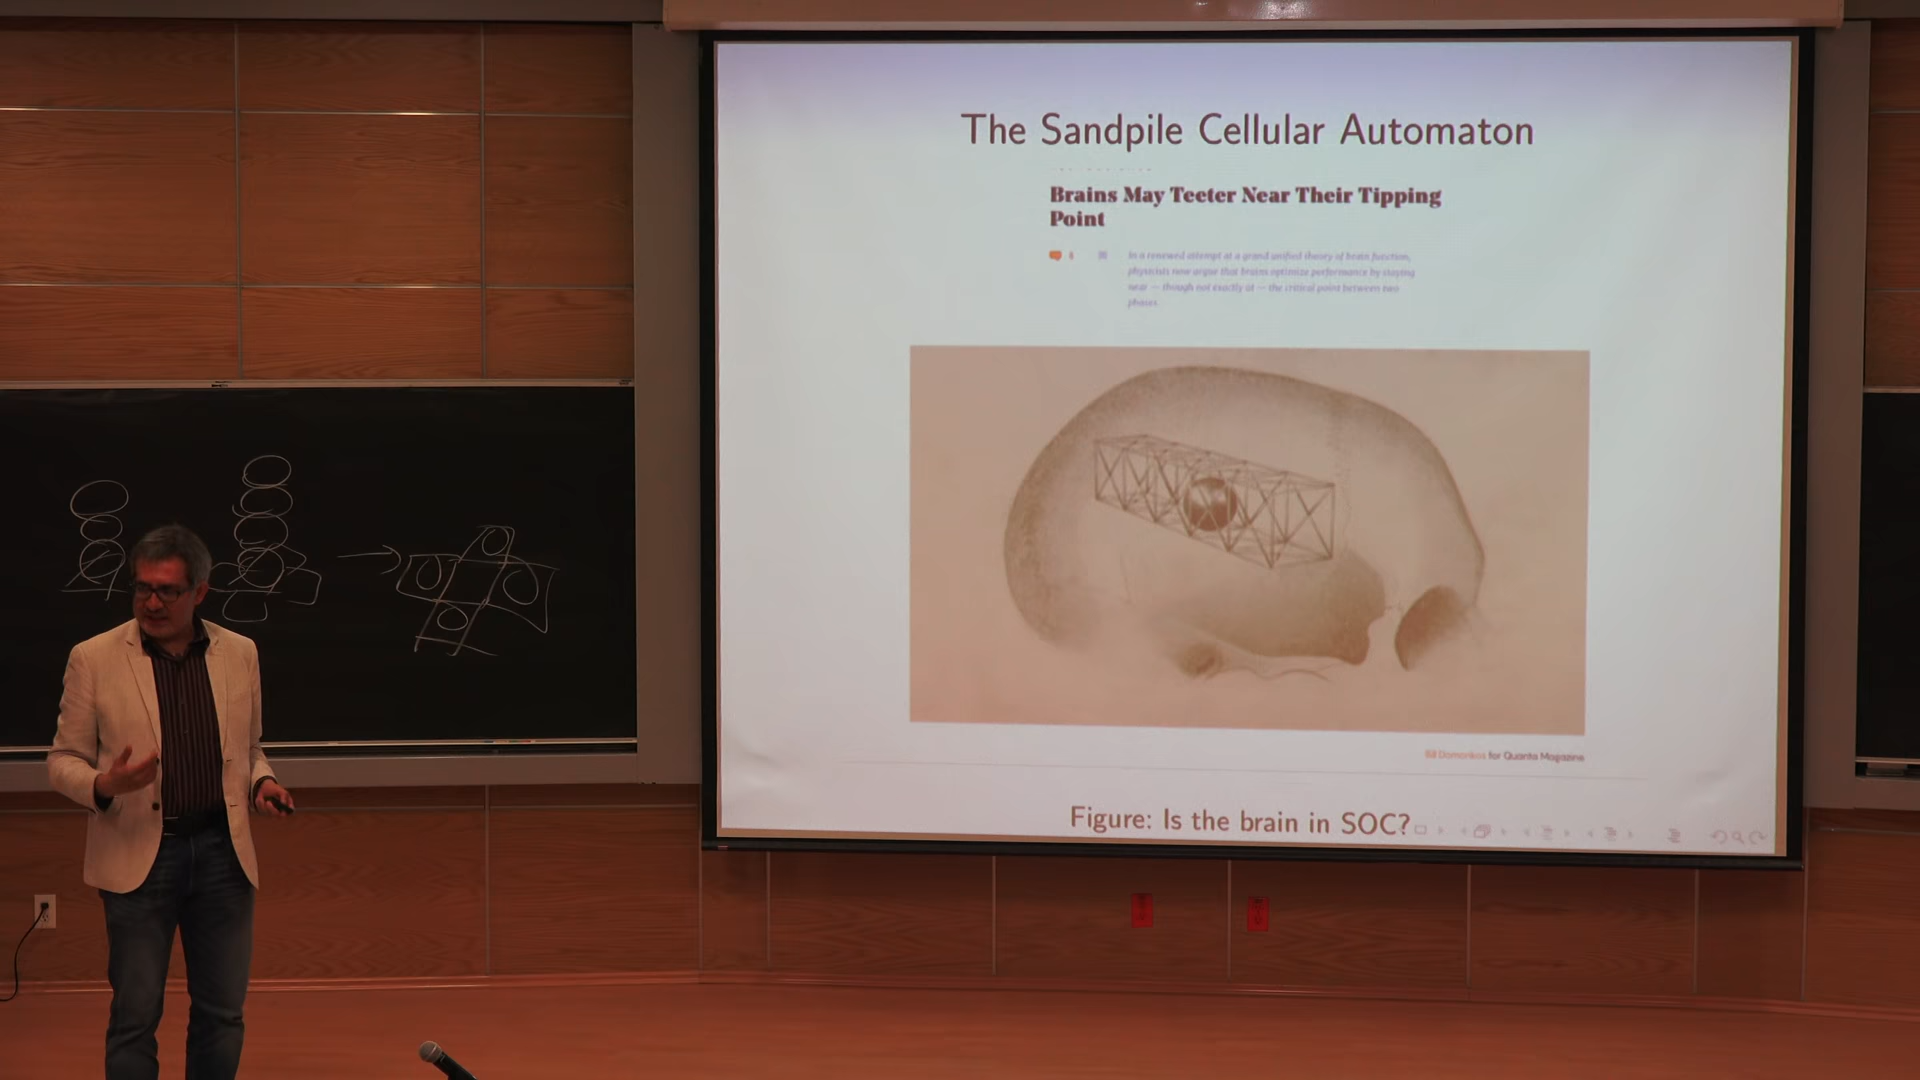 The Sandpile Cellular Automaton
Brains May Teeter Near Their Tipping
Point
In a renewed attempt at a grand unified theory of brain function,
physicists now argue that brains optimize performance by staying
near — though not exactly at — the critical point between two
phases.
for Quanta Magazine
Figure: Is the brain in SOC?